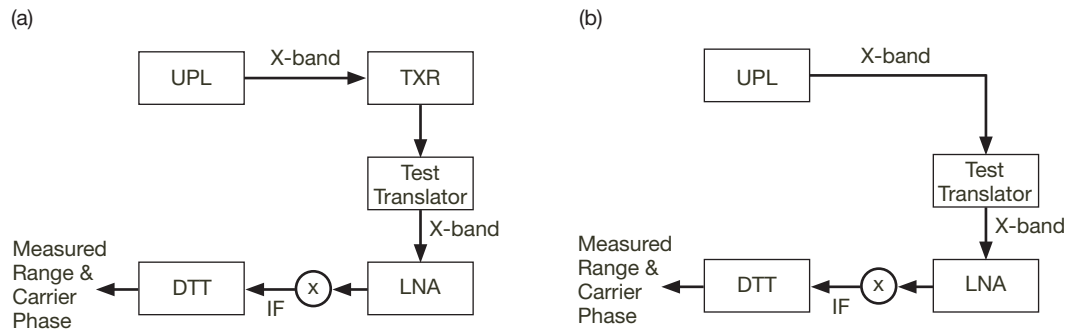 (a)
UPL
X-band
TXR
Test
Translator
X-band
Measured
Range &
Carrier
Phase
DTT
IF
x
LNA
(b)
UPL
X-band
Test
Translator
X-band
Measured
Range &
Carrier
Phase
DTT
IF
x
LNA